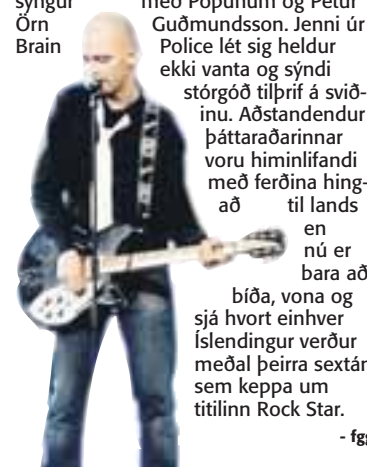 syngur með Popunum og Pétur
Örn Guðmundsson. Jenni úr
Brain Police lét sig heldur
ekki vanta og sýndi
stórgóð tilþrif á svið-
inu. Aðstandendur
þáttaraðarinnar
voru himinlifandi
með ferðina hing-
að til lands
en
nú er
bara að
bíða, vona og
sjá hvort einhver
Íslendingur verður
meðal þeirra sextán
sem keppa um
titilinn Rock Star.
- fgg